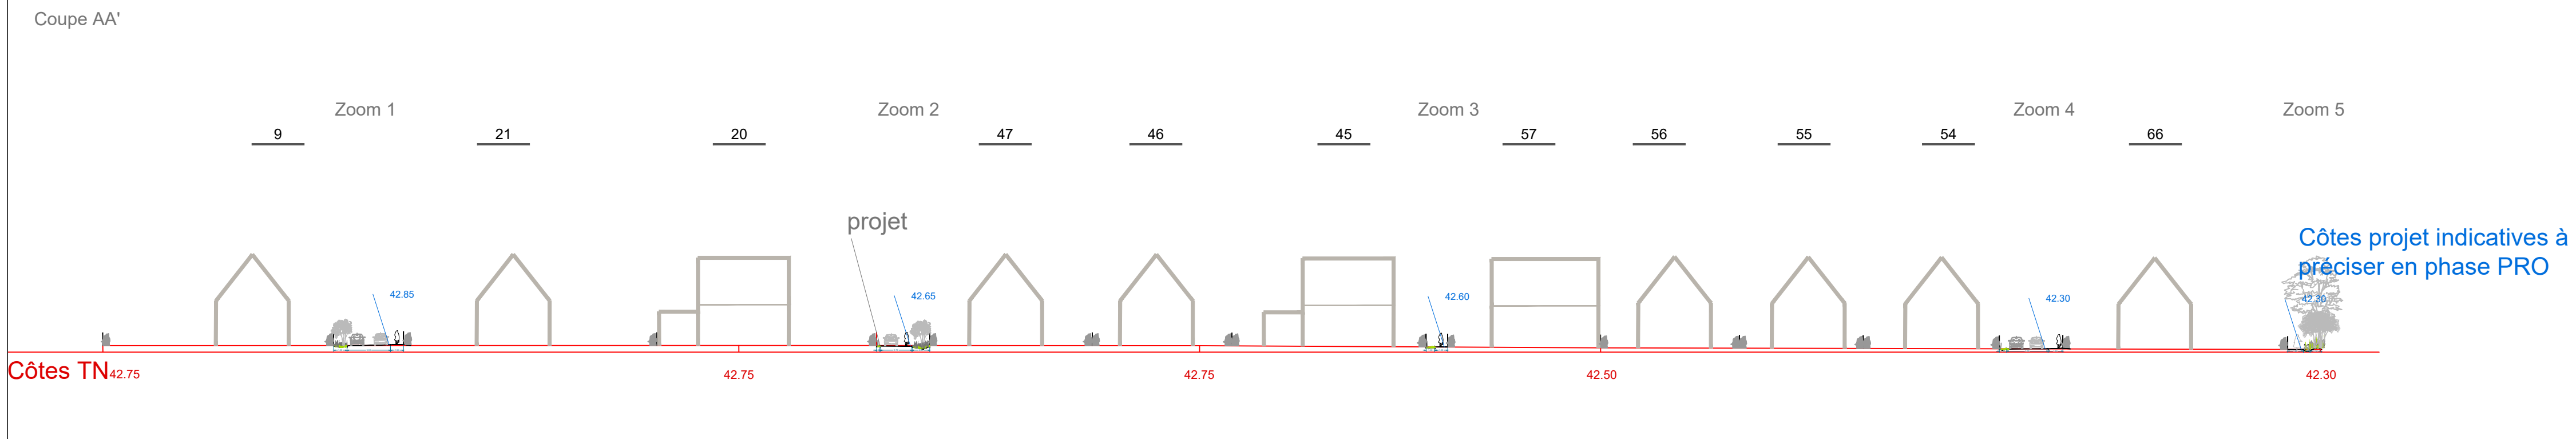 Coupe AA'
Zoom 1
Zoom 2
Zoom 3
Zoom 4
Zoom 5
9
21
20
47
46
45
57
56
55
54
66
projet
Côtes projet indicatives à
préciser en phase PRO
42.85
42.65
42.60
42.30
42.30
Côtes TN
42.75
42.75
42.75
42.50
42.30